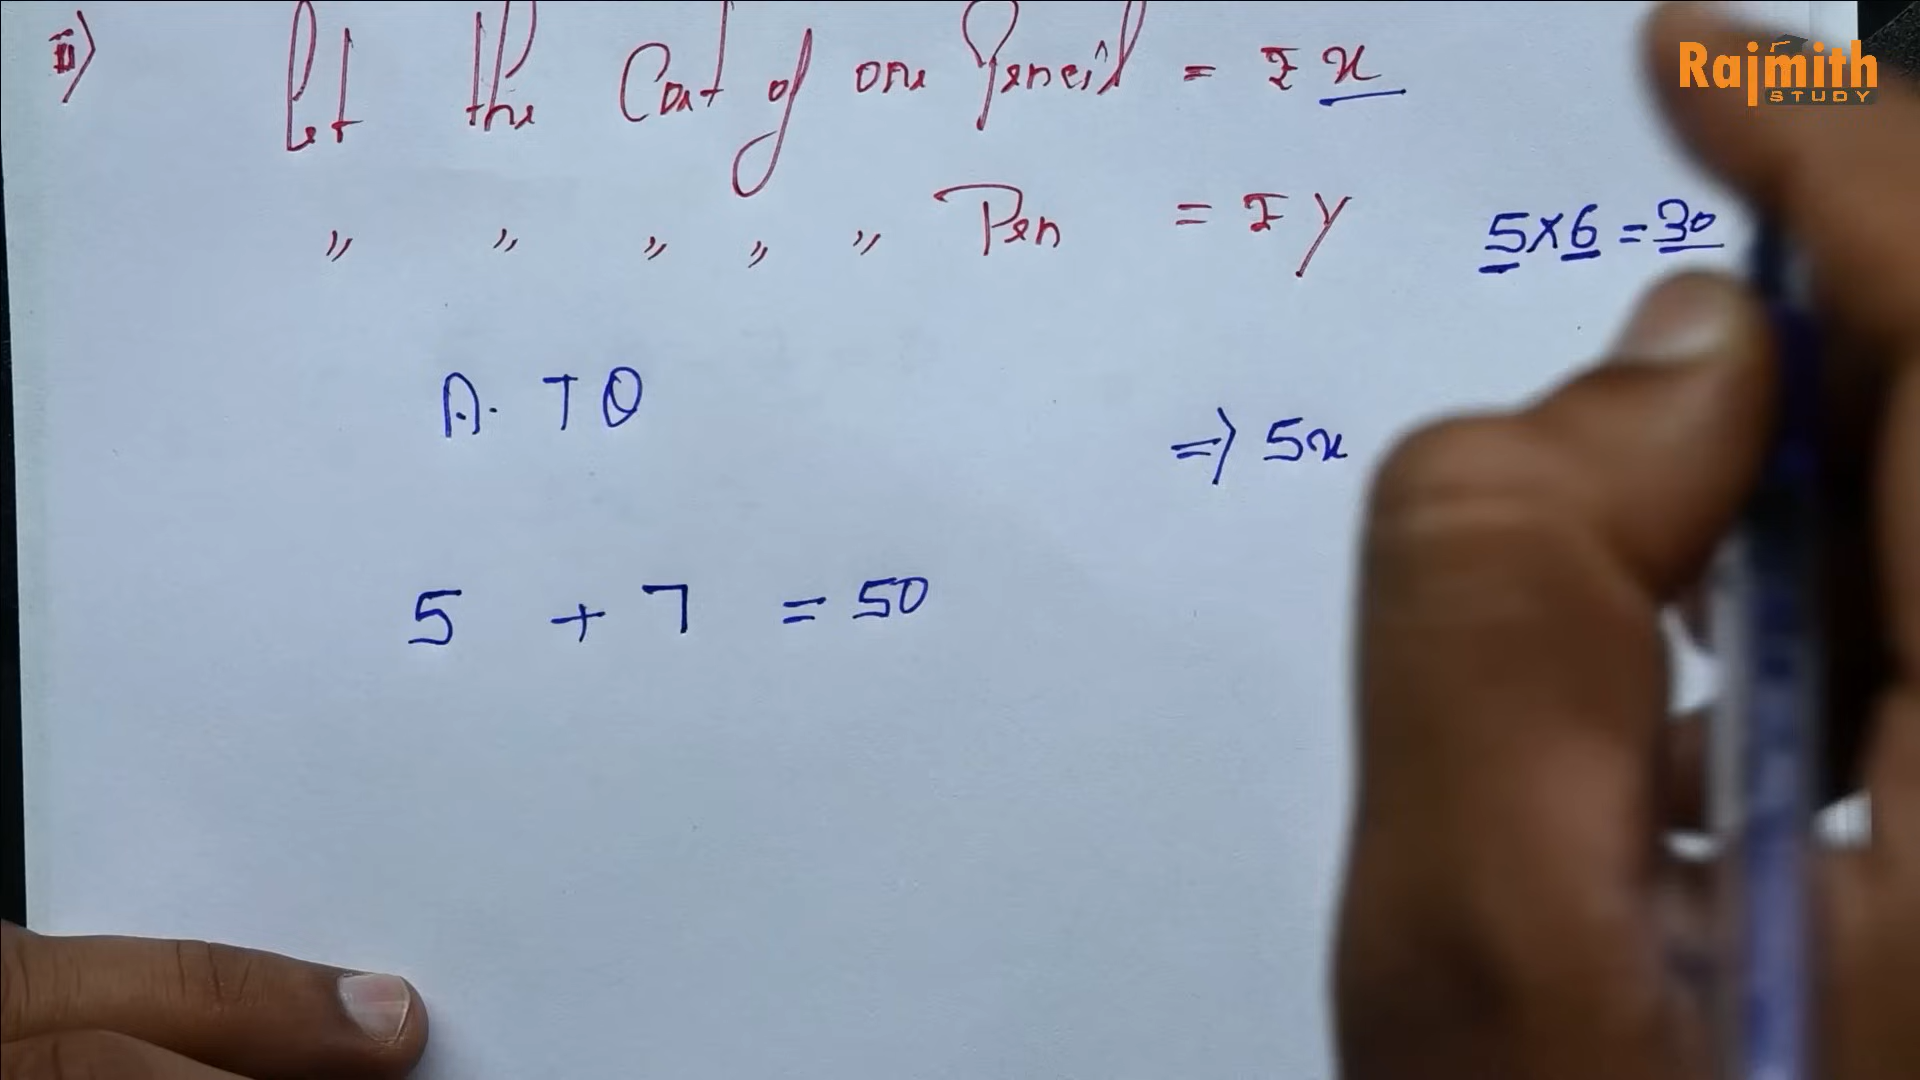 ii) Let the Cost of one Pencil = ₹ x
” ” ” ” ” Pen = ₹ y
5×6 = 30
A. T Q
⇒ 5x
5 + 7 = 50
Rajmith
STUDY